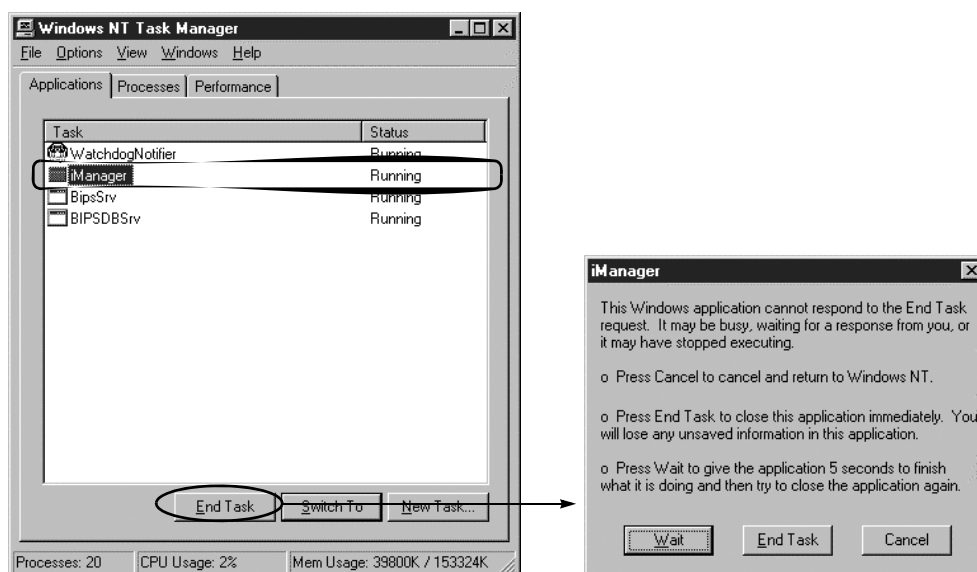 Windows NT Task Manager
File Options View Windows Help
Applications Processes Performance
Task Status
WatchdogNotifier Running
iManager Running
BipsSrv Running
BIPSDBSrv Running
End Task Switch To New Task...
Processes: 20 CPU Usage: 2% Mem Usage: 39800K / 153324K
iManager
This Windows application cannot respond to the End Task
request. It may be busy, waiting for a response from you, or
it may have stopped executing.
o Press Cancel to cancel and return to Windows NT.
o Press End Task to close this application immediately. You
will lose any unsaved information in this application.
o Press Wait to give the application 5 seconds to finish
what it is doing and then try to close the application again.
Wait End Task Cancel